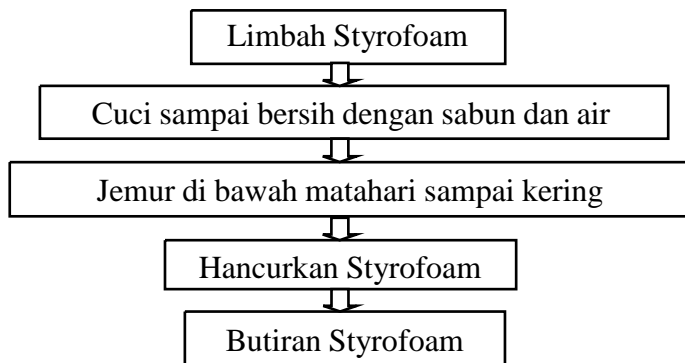 Limbah Styrofoam
Cuci sampai bersih dengan sabun dan air
Jemur di bawah matahari sampai kering
Hancurkan Styrofoam
Butiran Styrofoam